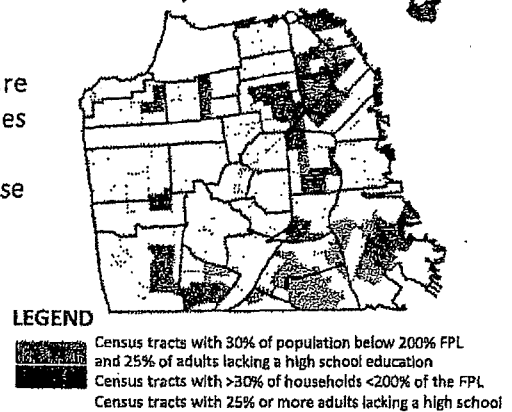 re
es
se
LEGEND
Census tracts with 30% of population below 200% FPL
and 25% of adults lacking a high school education
Census tracts with >30% of households <200% of the FPL
Census tracts with 25% or more adults lacking a high school